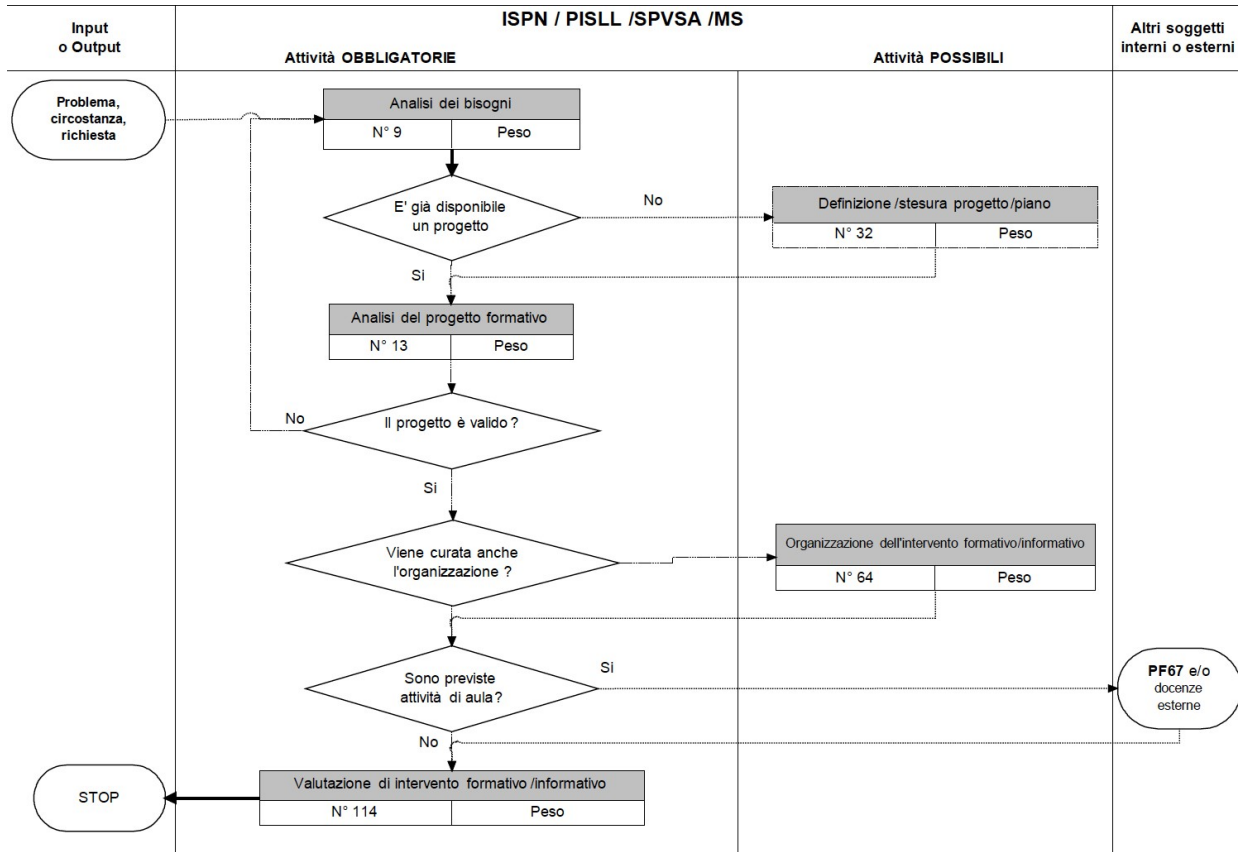 Input
o Output
ISPN / PISLL /SPVSA /MS
Attività OBBLIGATORIE
Attività POSSIBILI
Altri soggetti
interni o esterni
Problema,
circostanza,
richiesta
Analisi dei bisogni
N° 9
Peso
E' già disponibile
un progetto
No
Definizione /stesura progetto/piano
N° 32
Peso
Si
Analisi del progetto formativo
N° 13
Peso
No
Il progetto è valido ?
Si
Viene curata anche
l'organizzazione ?
Organizzazione dell'intervento formativo/informativo
N° 64
Peso
Sono previste
attività di aula?
Si
PF67 e/o
docenze
esterne
No
Valutazione di intervento formativo /informativo
N° 114
Peso
STOP